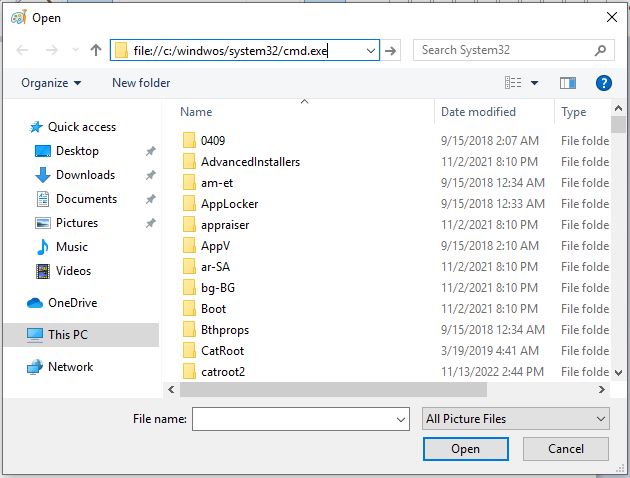 Open
file://c:/windwos/system32/cmd.exe
Search System32
Organize
?
Name Date modified Type
Quick access
Desktop
Downloads
Documents
Pictures
Music
Videos
OneDrive
This PC
Network
0409 9/15/2018 2:07 AM File folde
AdvancedInstallers 11/2/2021 8:10 PM File folde
am-et 9/15/2018 12:34 AM File folde
AppLocker 9/15/2018 12:33 AM File folde
appraiser 11/2/2021 8:10 PM File folde
AppV 9/15/2018 2:10 AM File folde
ar-SA 11/2/2021 8:10 PM File folde
bg-BG 11/2/2021 8:10 PM File folde
Boot 11/2/2021 8:10 PM File folde
Bthprops 9/15/2018 12:34 AM File folde
CatRoot 3/19/2019 4:41 AM File folde
catroot2 11/13/2022 2:44 PM File folde
File name: All Picture Files
Open Cancel